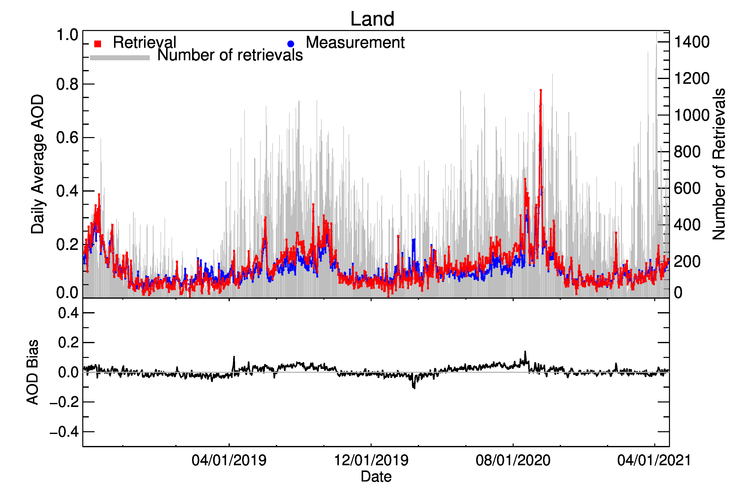 Land
Retrieval
Measurement
Number of retrievals
Daily Average AOD
1.0
0.8
0.6
0.4
0.2
0.0
1400
1200
1000
800
600
400
200
0
Number of Retrievals
AOD Bias
0.4
0.2
0.0
−0.2
−0.4
04/01/2019 12/01/2019 08/01/2020 04/01/2021
Date